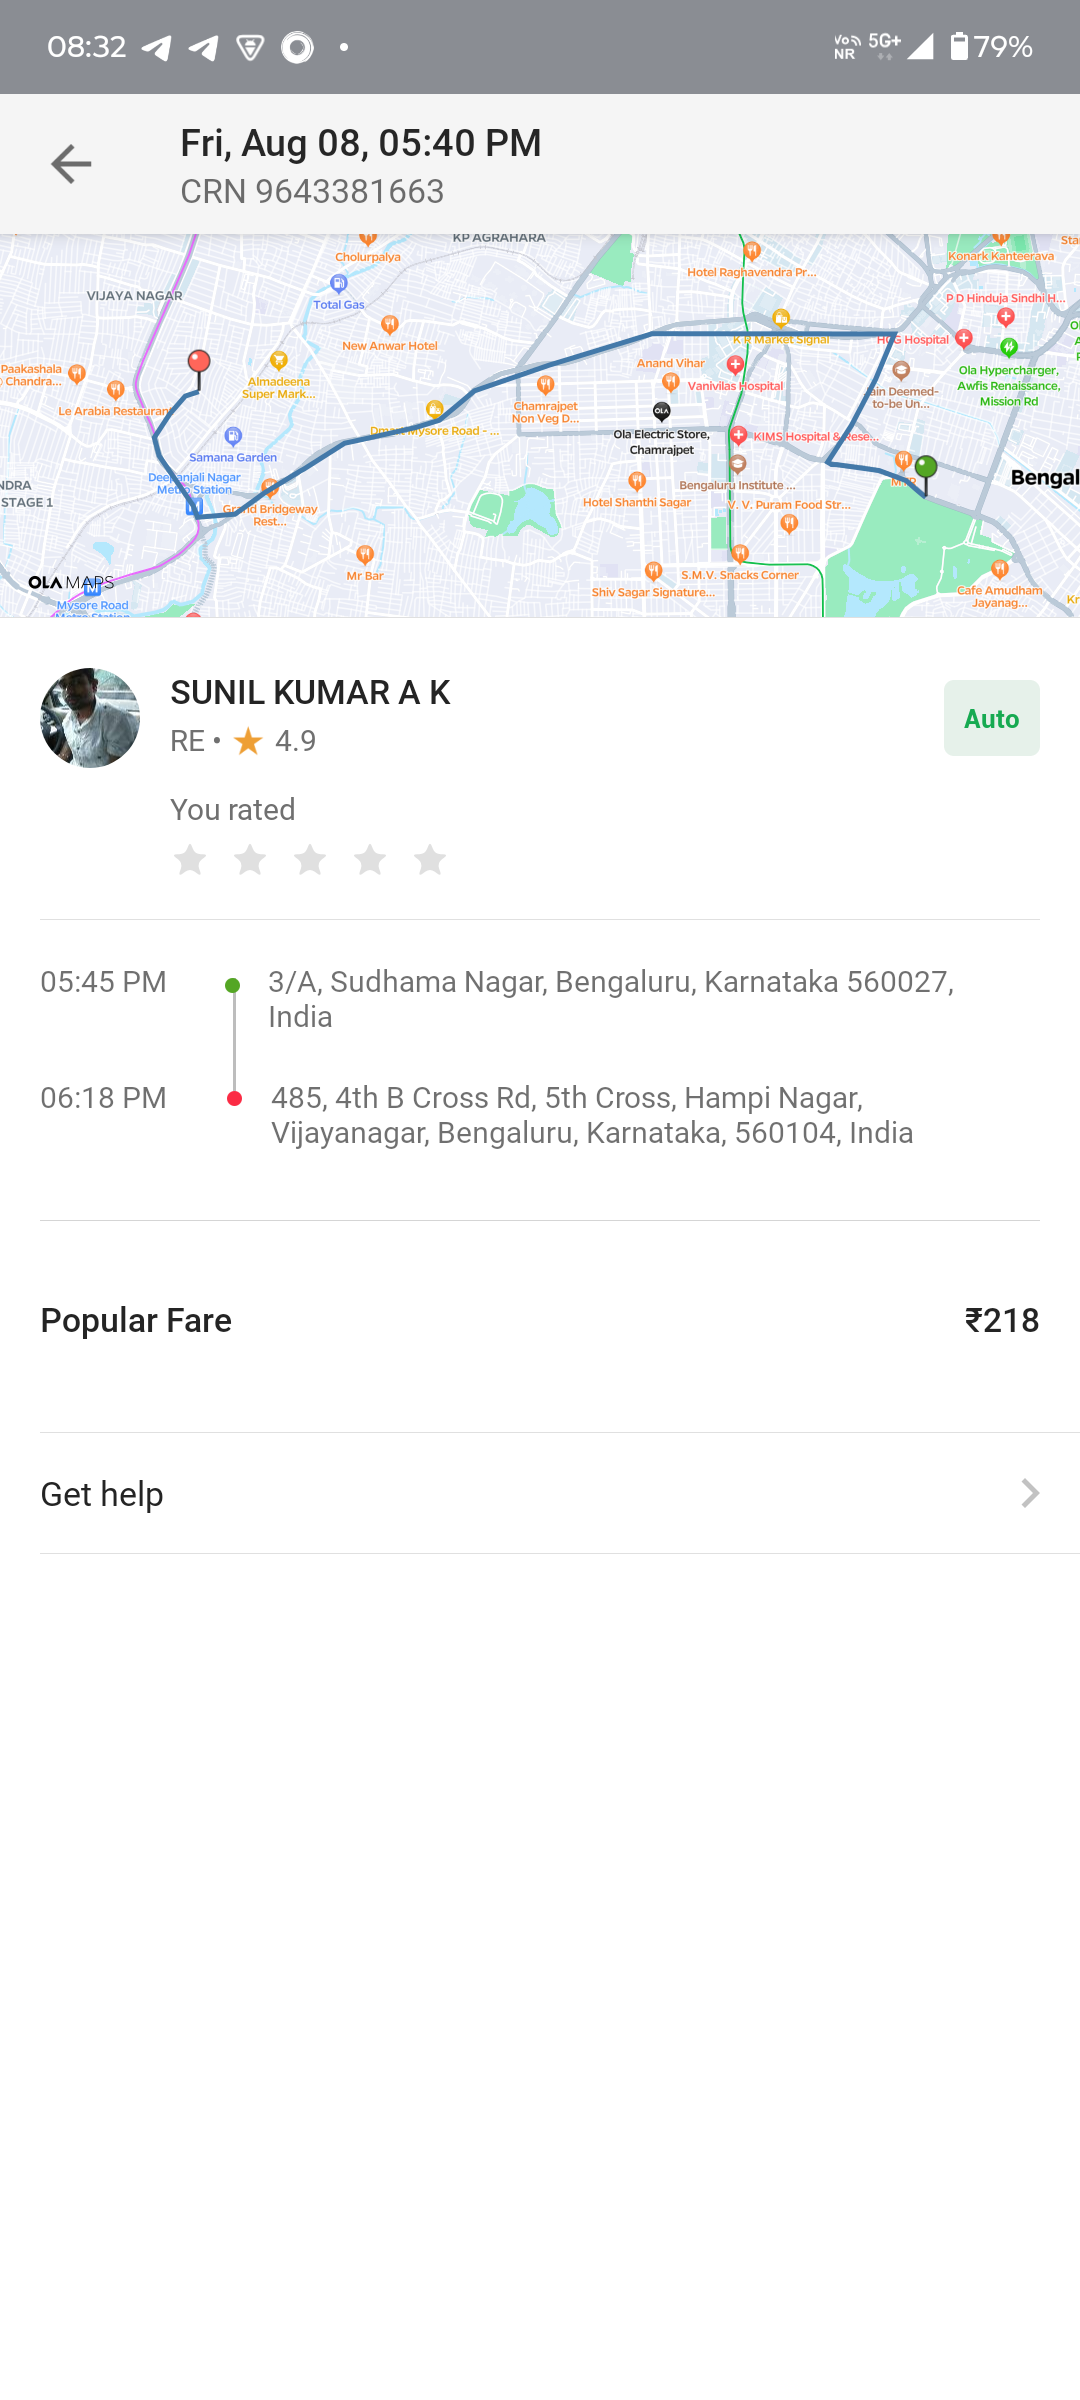 08:32
Vo NR 5G+ 79%
Fri, Aug 08, 05:40 PM
CRN 9643381663
KP AGRAHARA
Cholurpalya
Konark Kanteerava
Hotel Raghavendra Pr...
VIJAYA NAGAR
Total Gas
P D Hinduja Sindhi H...
New Anwar Hotel
K R Market Signal
HCG Hospital
Paakashala
Chandra...
Anand Vihar
Ola Hypercharger,
Awfis Renaissance,
Mission Rd
Almadeena
Super Mark...
Vanivilas Hospital
Jain Deemed-
to-be Un...
Le Arabia Restaurant
Chamrajpet
Non Veg D...
OLA
Dmart Mysore Road - ...
Ola Electric Store,
Chamrajpet
KIMS Hospital & Rese...
Samana Garden
Deepanjali Nagar
Metro Station
STAGE 1
Bengaluru Institute ...
Bengal
Grand Bridgeway
Rest...
Hotel Shanthi Sagar
V. V. Puram Food Str...
Mr Bar
S.M.V. Snacks Corner
OLA MAPS
Shiv Sagar Signature...
Cafe Amudham
Jayanag...
Mysore Road
Metro Station
SUNIL KUMAR A K
RE • 4.9
Auto
You rated
05:45 PM
3/A, Sudhama Nagar, Bengaluru, Karnataka 560027,
India
06:18 PM
485, 4th B Cross Rd, 5th Cross, Hampi Nagar,
Vijayanagar, Bengaluru, Karnataka, 560104, India
Popular Fare ₹218
Get help